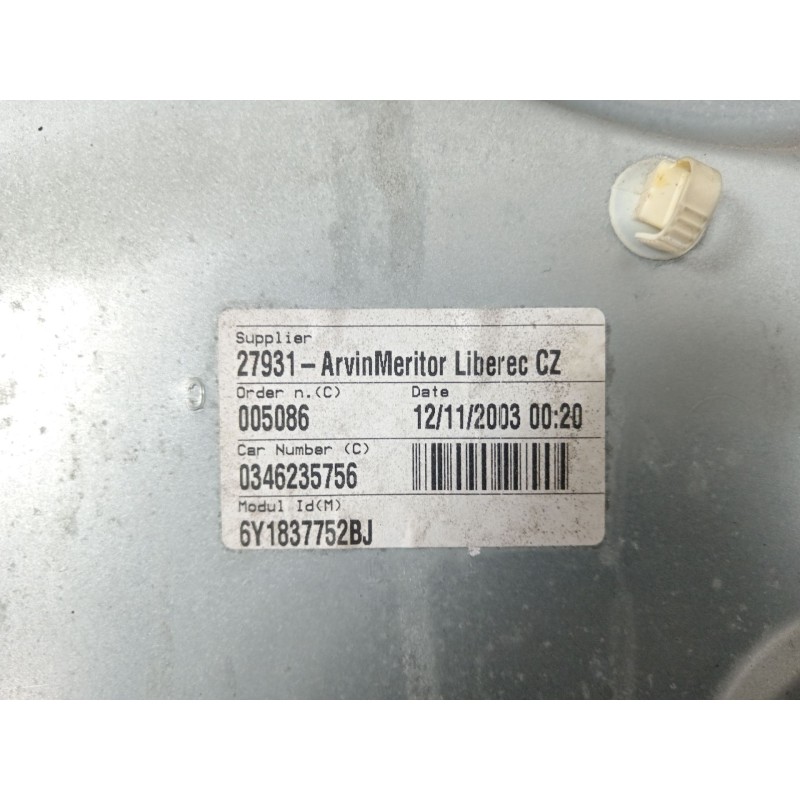 Supplier
27931-ArvinMeritor Liberec CZ
Order n.(C) Date
005086 12/11/2003 00:20
Car Number (C)
0346235756
Modul Id(M)
6Y1837752BJ